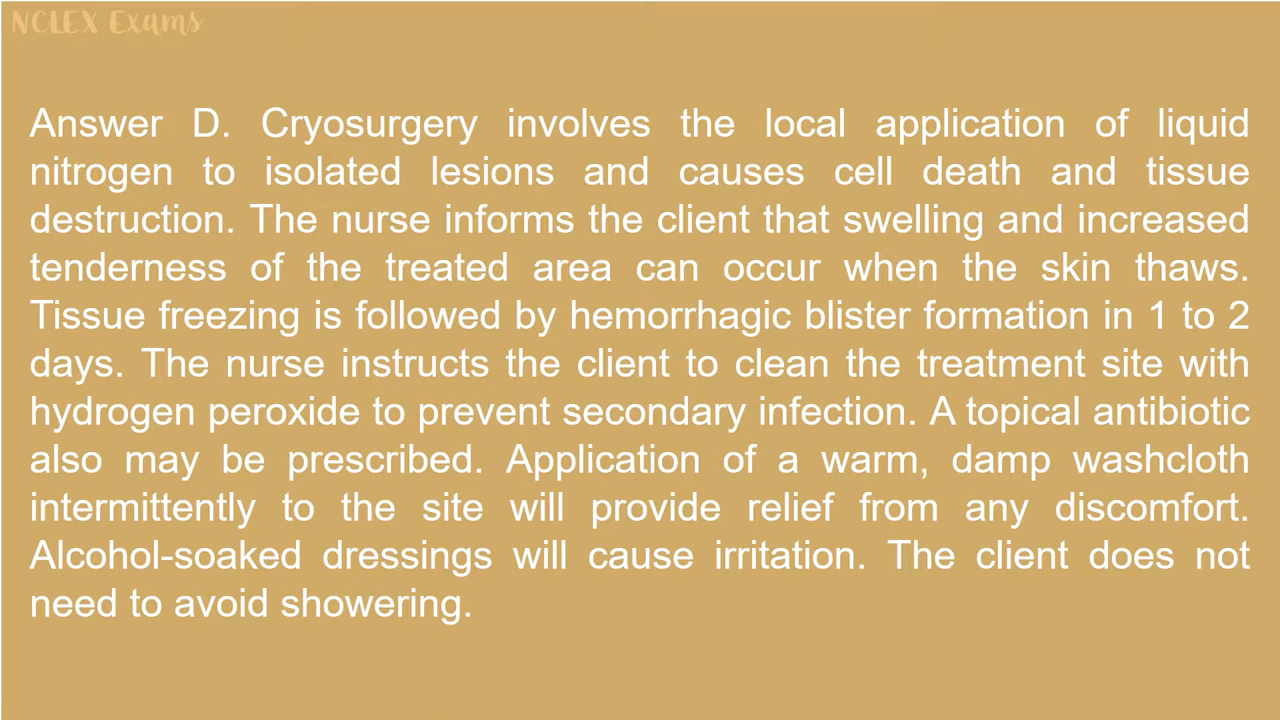 NCLEX Exams
Answer D. Cryosurgery involves the local application of liquid
nitrogen to isolated lesions and causes cell death and tissue
destruction. The nurse informs the client that swelling and increased
tenderness of the treated area can occur when the skin thaws.
Tissue freezing is followed by hemorrhagic blister formation in 1 to 2
days. The nurse instructs the client to clean the treatment site with
hydrogen peroxide to prevent secondary infection. A topical antibiotic
also may be prescribed. Application of a warm, damp washcloth
intermittently to the site will provide relief from any discomfort.
Alcohol-soaked dressings will cause irritation. The client does not
need to avoid showering.